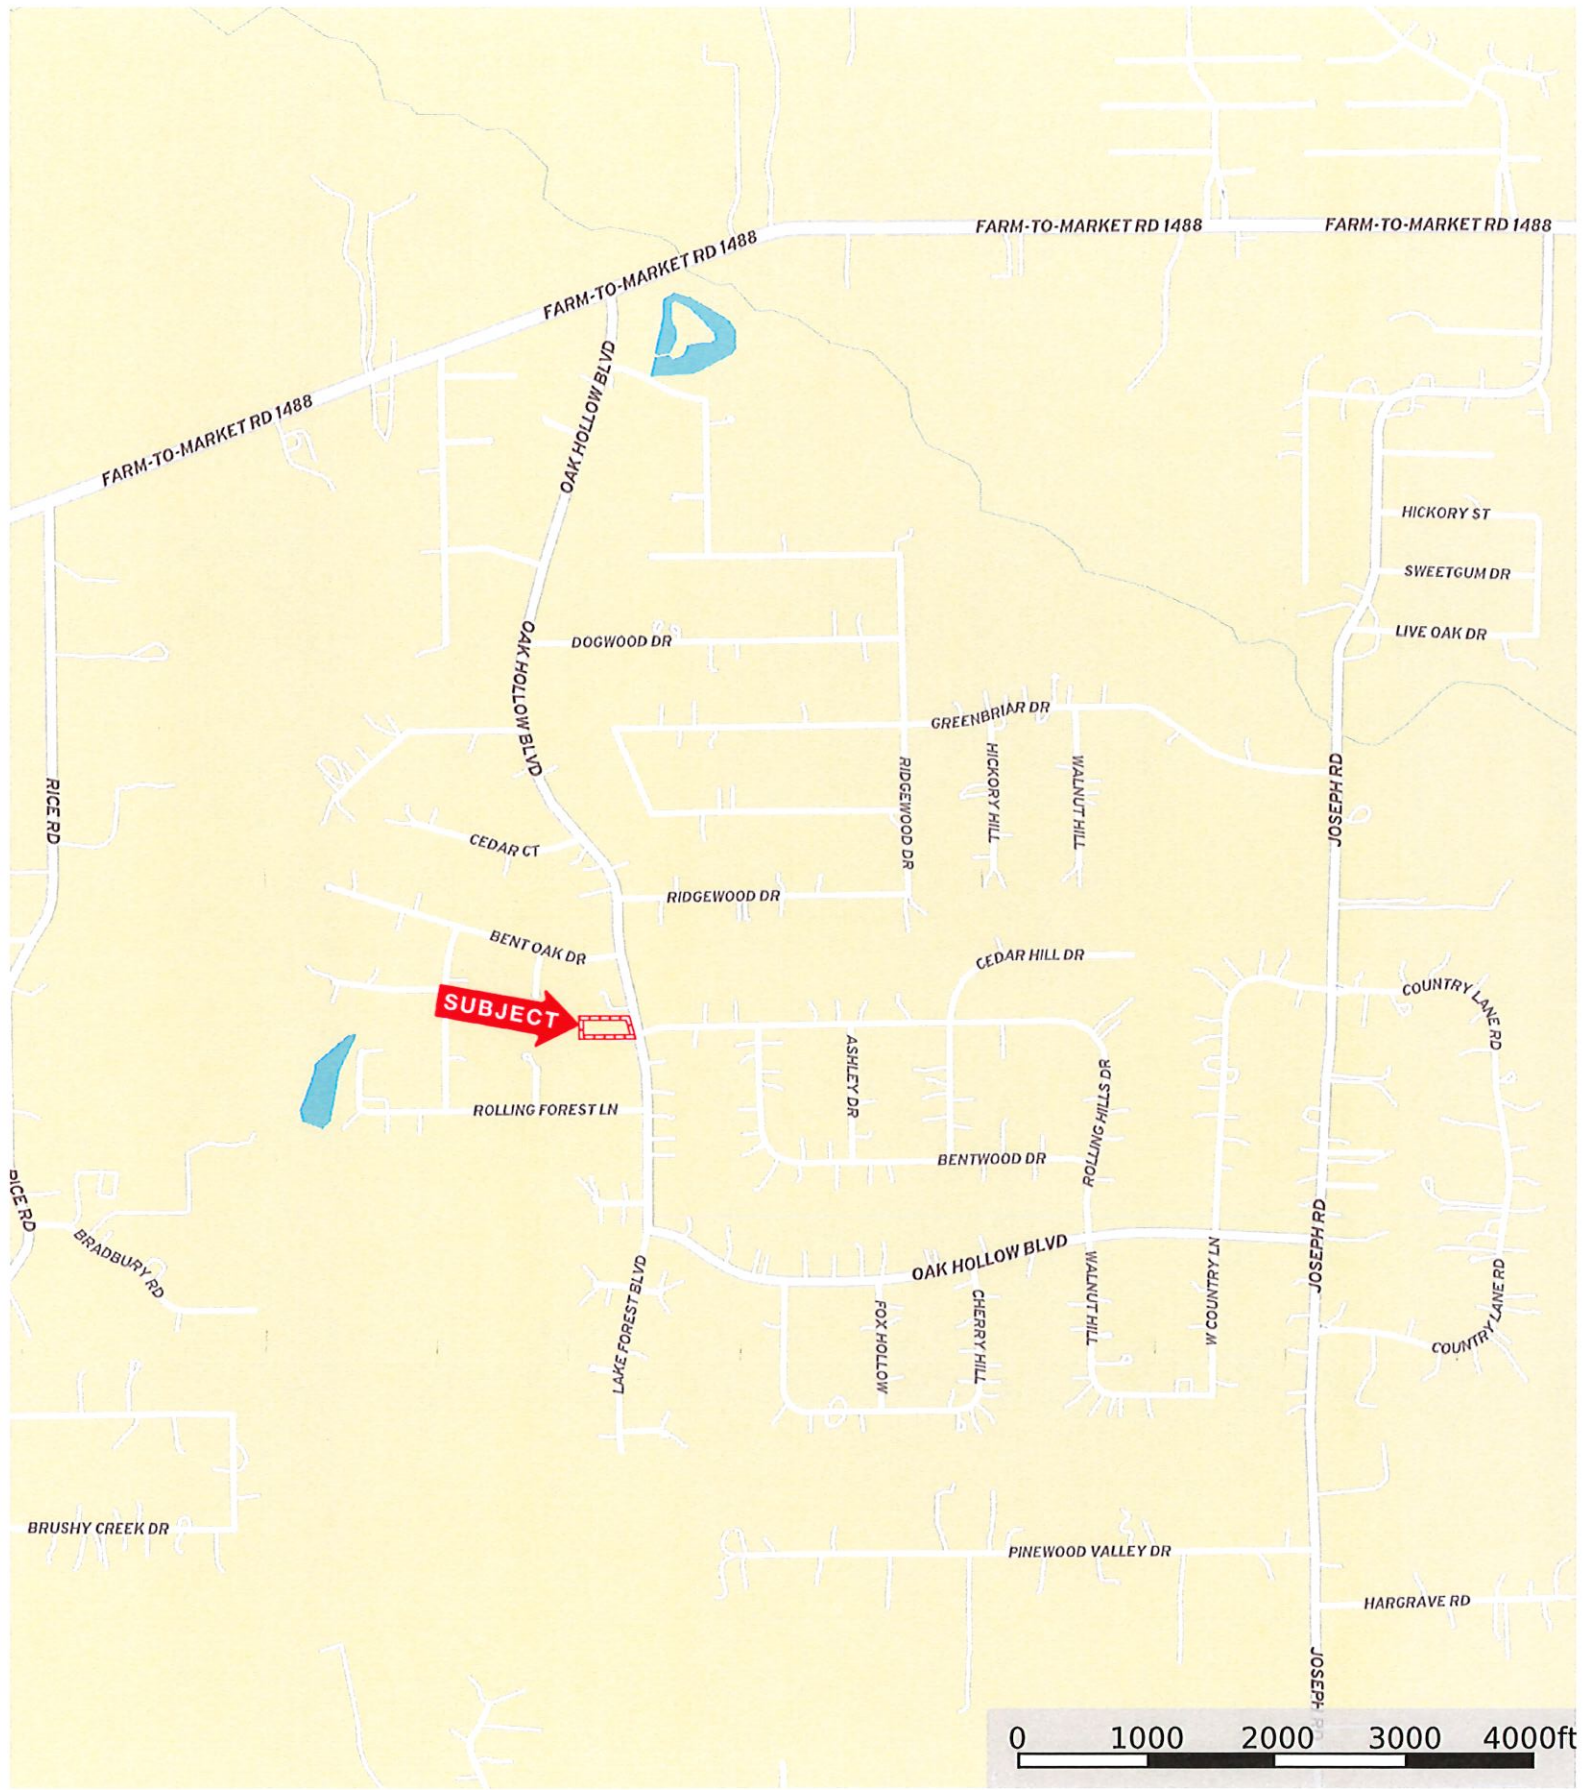 FARM-TO-MARKET RD 1488
FARM-TO-MARKET RD 1488
FARM-TO-MARKET RD 1488
FARM-TO-MARKET RD 1488
OAK HOLLOW BLVD
HICKORY ST
SWEETGUM DR
LIVE OAK DR
DOGWOOD DR
OAK HOLLOW BLVD
GREENBRIAR DR
HICKORY HILL
WALNUT HILL
RIDGEWOOD DR
JOSEPH RD
RICE RD
CEDAR CT
RIDGEWOOD DR
BENT OAK DR
CEDAR HILL DR
COUNTRY LANE RD
SUBJECT
ASHLEY DR
ROLLING HILLS DR
ROLLING FOREST LN
BENTWOOD DR
RICE RD
BRADBURY RD
JOSEPH RD
OAK HOLLOW BLVD
LAKE FOREST BLVD
FOX HOLLOW
CHERRY HILL
WALNUT HILL
W COUNTRY LN
COUNTRY LANE RD
BRUSHY CREEK DR
PINEWOOD VALLEY DR
HARGRAVE RD
JOSEPH RD
0 1000 2000 3000 4000ft